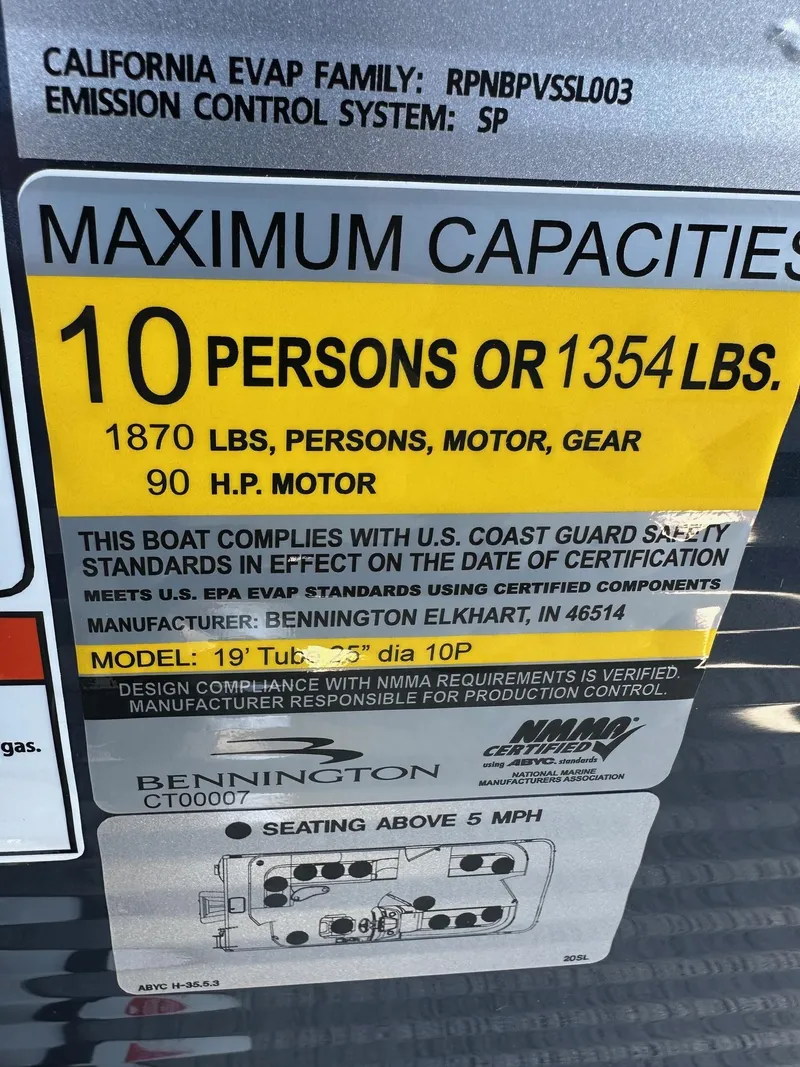 CALIFORNIA EVAP FAMILY: RPNBPVSSL003
EMISSION CONTROL SYSTEM: SP
MAXIMUM CAPACITIES
10 PERSONS OR 1354 LBS.
1870 LBS, PERSONS, MOTOR, GEAR
90 H.P. MOTOR
THIS BOAT COMPLIES WITH U.S. COAST GUARD SAFETY
STANDARDS IN EFFECT ON THE DATE OF CERTIFICATION
MEETS U.S. EPA EVAP STANDARDS USING CERTIFIED COMPONENTS
MANUFACTURER: BENNINGTON ELKHART, IN 46514
MODEL: 19' Tube 25" dia 10P
DESIGN COMPLIANCE WITH NMMA REQUIREMENTS IS VERIFIED.
MANUFACTURER RESPONSIBLE FOR PRODUCTION CONTROL.
gas.
BENNINGTON
CT00007
NMMA
CERTIFIED
using ABYC. standards
NATIONAL MARINE
MANUFACTURERS ASSOCIATION
SEATING ABOVE 5 MPH
ABYC H-35.5.3
20SL